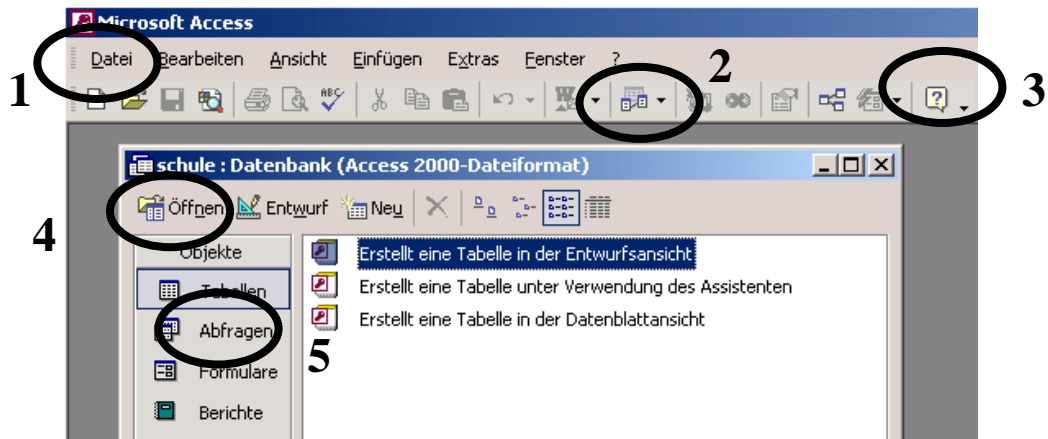 Microsoft Access
Datei Bearbeiten Ansicht Einfügen Extras Fenster ?
1
2
3
ABC
schule : Datenbank (Access 2000-Dateiformat)
Öffnen Entwurf Neu
4
Objekte
Erstellt eine Tabelle in der Entwurfsansicht
Tabellen
Erstellt eine Tabelle unter Verwendung des Assistenten
Abfragen
Erstellt eine Tabelle in der Datenblattansicht
5
Formulare
Berichte